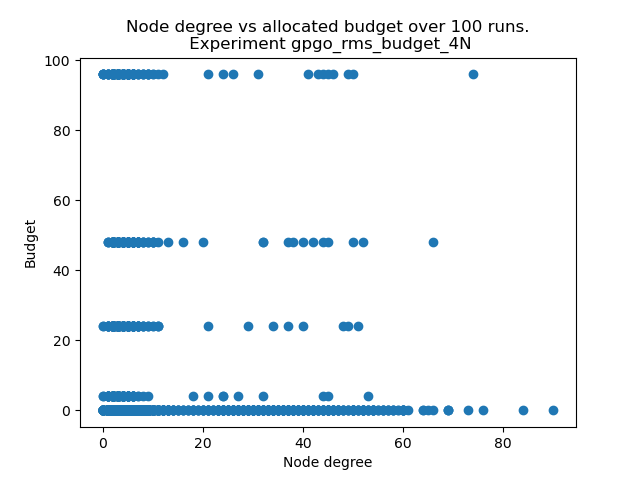 Node degree vs allocated budget over 100 runs.
Experiment gpgo_rms_budget_4N
100
80
60
40
20
0
Budget
0 20 40 60 80
Node degree